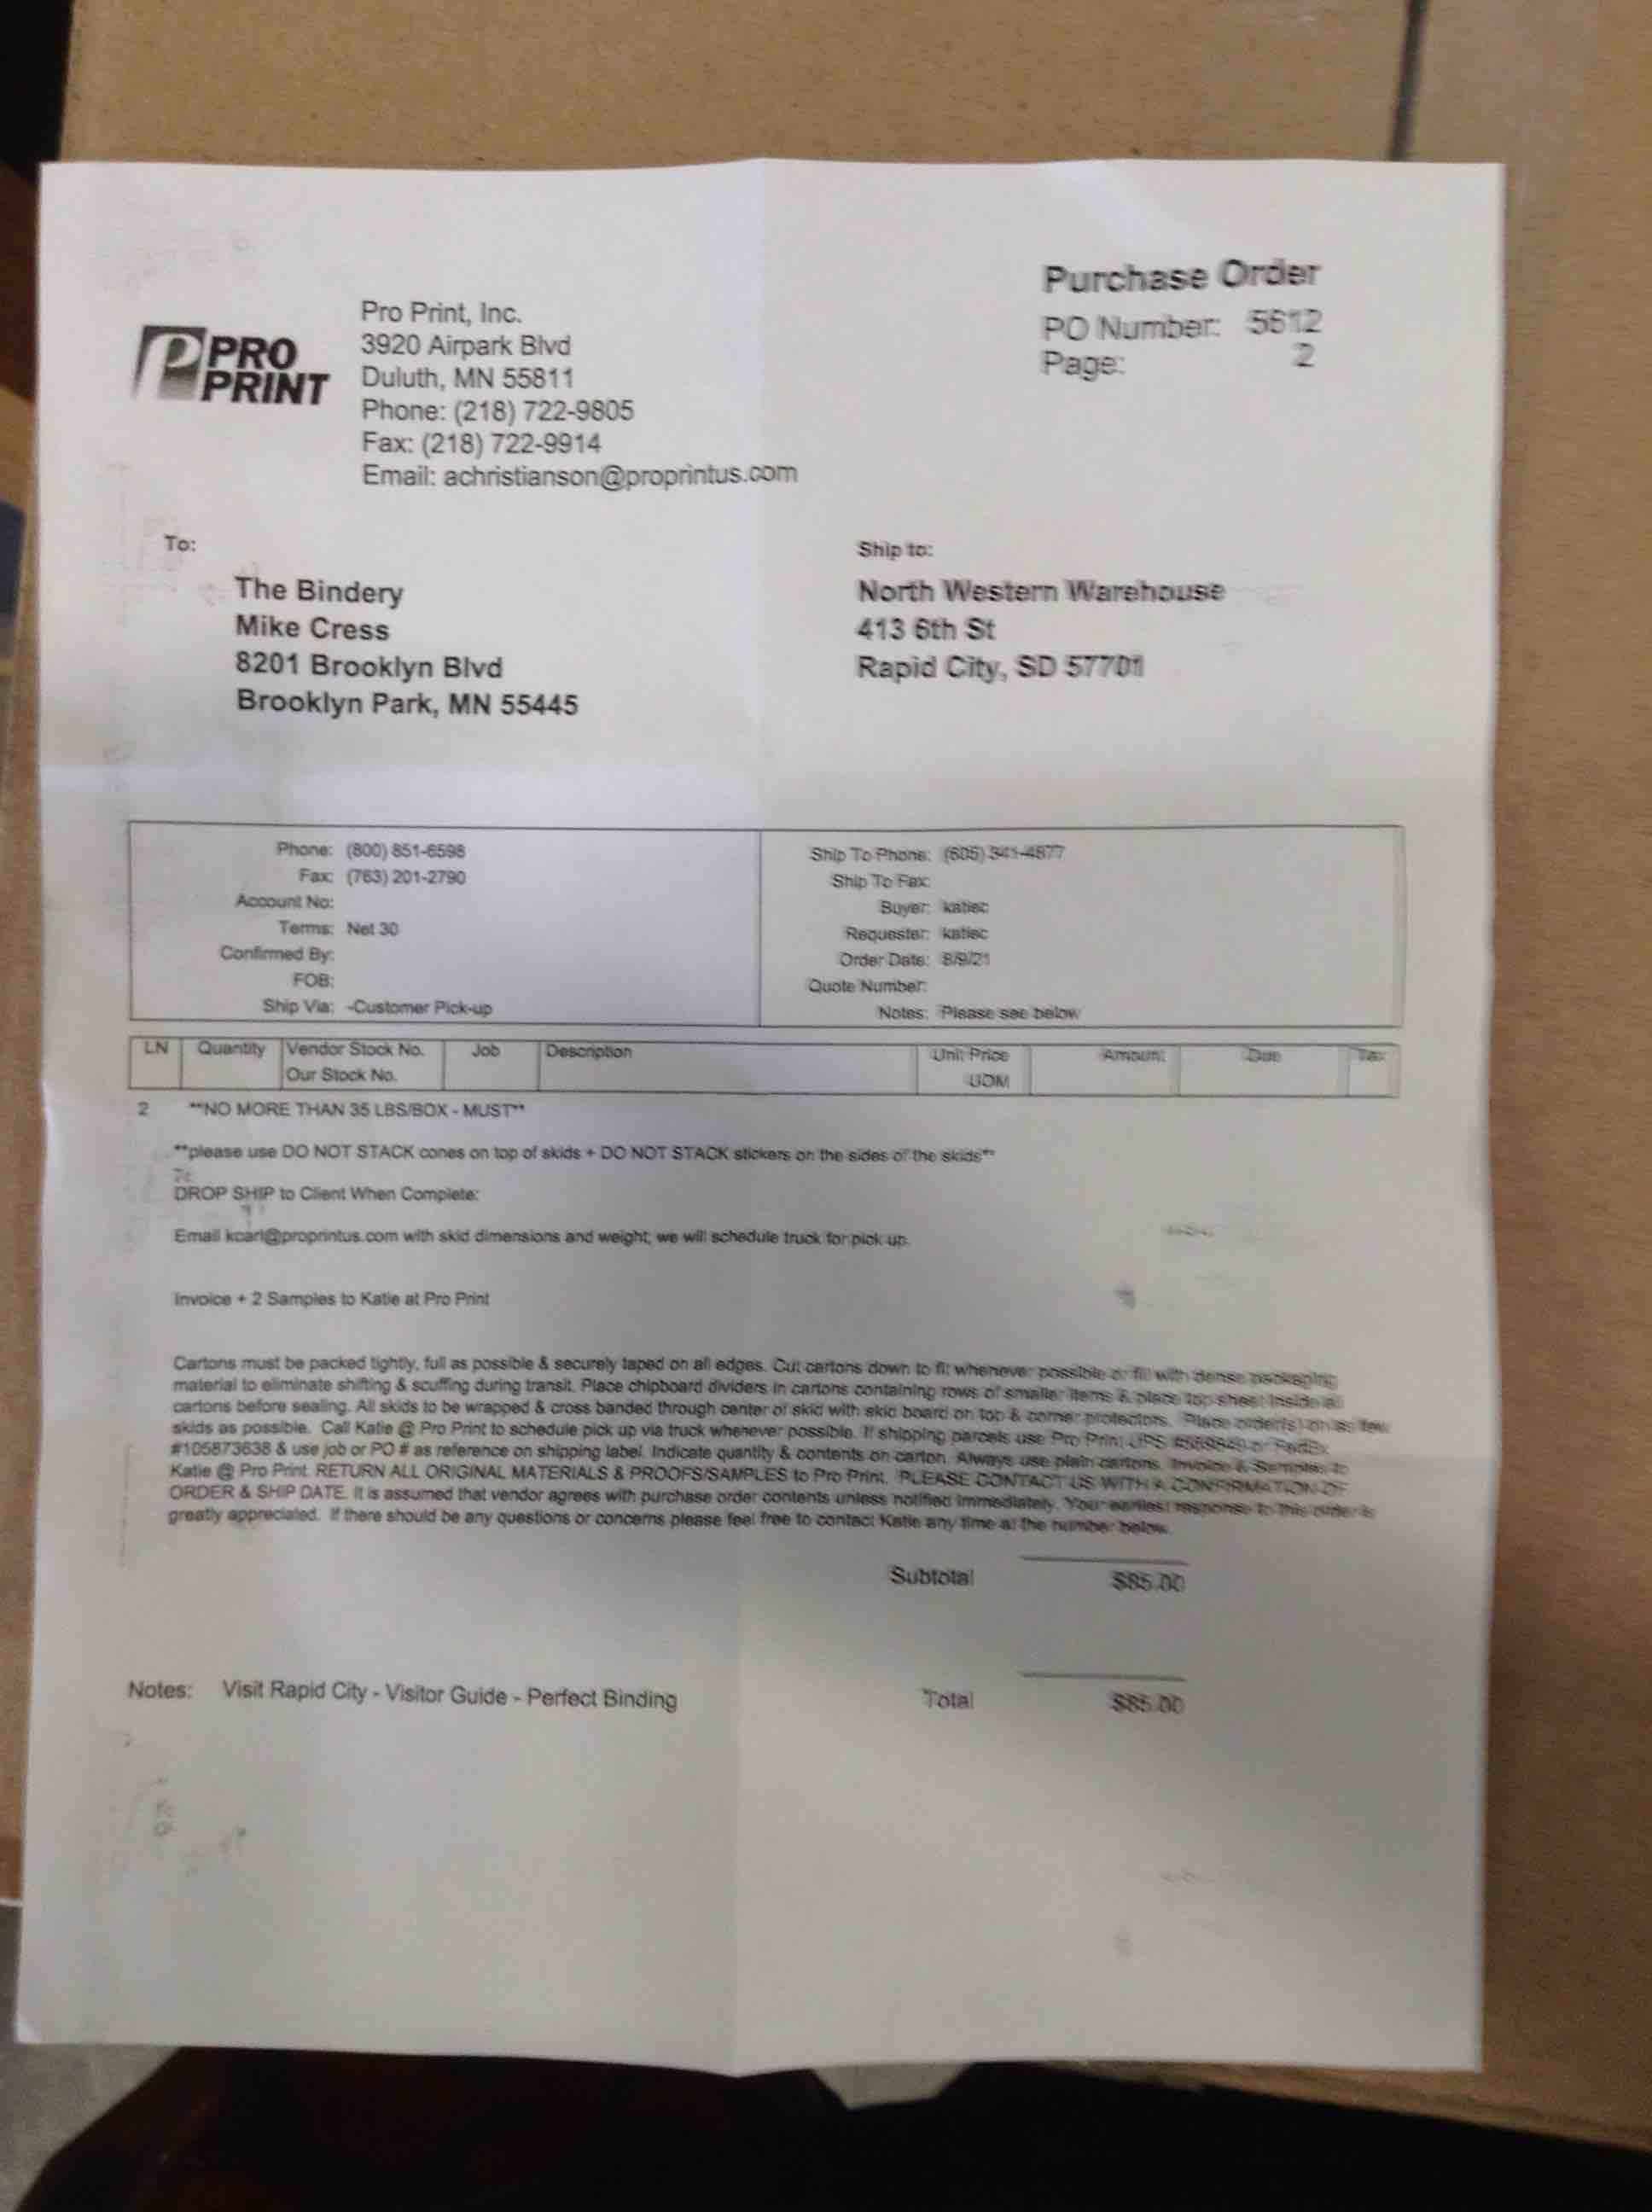 PRO
PRINT
Pro Print, Inc.
3920 Airpark Blvd
Duluth, MN 55811
Phone: (218) 722-9805
Fax: (218) 722-9914
Email: achristianson@proprintus.com
Purchase Order
PO Number: 5612
Page: 2
To:
The Bindery
Mike Cress
8201 Brooklyn Blvd
Brooklyn Park, MN 55445
Ship to:
North Western Warehouse
413 6th St
Rapid City, SD 57701
Phone: (800) 851-6598
Fax: (763) 201-2790
Account No:
Terms: Net 30
Confirmed By:
FOB:
Ship Via: -Customer Pick-up
Ship To Phone: (605) 341-4877
Ship To Fax:
Buyer: katiec
Requester: katiec
Order Date: 8/9/21
Quote Number:
Notes: Please see below
LN Quantity Vendor Stock No. Job Description Unit Price Amount Due Tax
Our Stock No. UOM
2 **NO MORE THAN 35 LBS/BOX - MUST**
**please use DO NOT STACK cones on top of skids + DO NOT STACK stickers on the sides of the skids**
DROP SHIP to Client When Complete:
Email kcarl@proprintus.com with skid dimensions and weight; we will schedule truck for pick up.
Invoice + 2 Samples to Katie at Pro Print
Cartons must be packed tightly, full as possible & securely taped on all edges. Cut cartons down to fit whenever possible or fill with dense packaging
material to eliminate shifting & scuffing during transit. Place chipboard dividers in cartons containing rows of smaller items & place top sheet inside all
cartons before sealing. All skids to be wrapped & cross banded through center of skid with skid board on top & corner protectors. Place order(s) on as few
skids as possible. Call Katie @ Pro Print to schedule pick up via truck whenever possible. If shipping parcels use Pro Print UPS or FedEx
#105873638 & use job or PO # as reference on shipping label. Indicate quantity & contents on carton. Always use plain cartons. Invoice & Samples to
Katie @ Pro Print. RETURN ALL ORIGINAL MATERIALS & PROOFS/SAMPLES to Pro Print. PLEASE CONTACT US WITH A CONFIRMATION OF
ORDER & SHIP DATE. It is assumed that vendor agrees with purchase order contents unless notified immediately. Your earliest response to this order is
greatly appreciated. If there should be any questions or concerns please feel free to contact Katie any time at the number below.
Subtotal $85.00
Notes: Visit Rapid City - Visitor Guide - Perfect Binding
Total $85.00